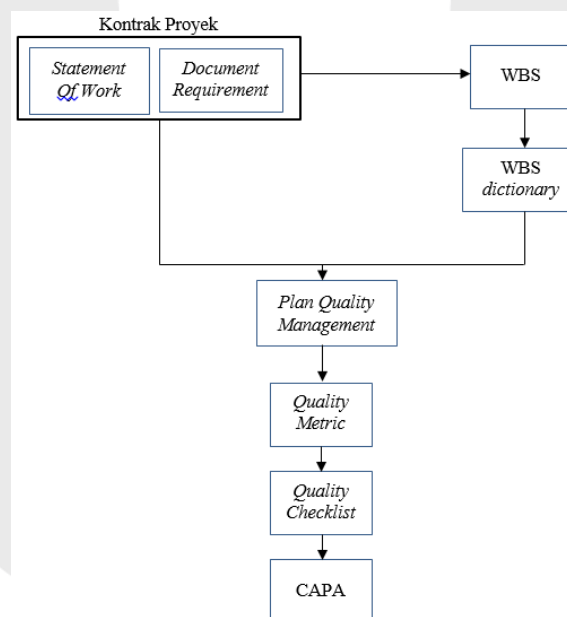 Kontrak Proyek
Statement
Of Work
Document
Requirement
WBS
WBS
dictionary
Plan Quality
Management
Quality
Metric
Quality
Checklist
CAPA